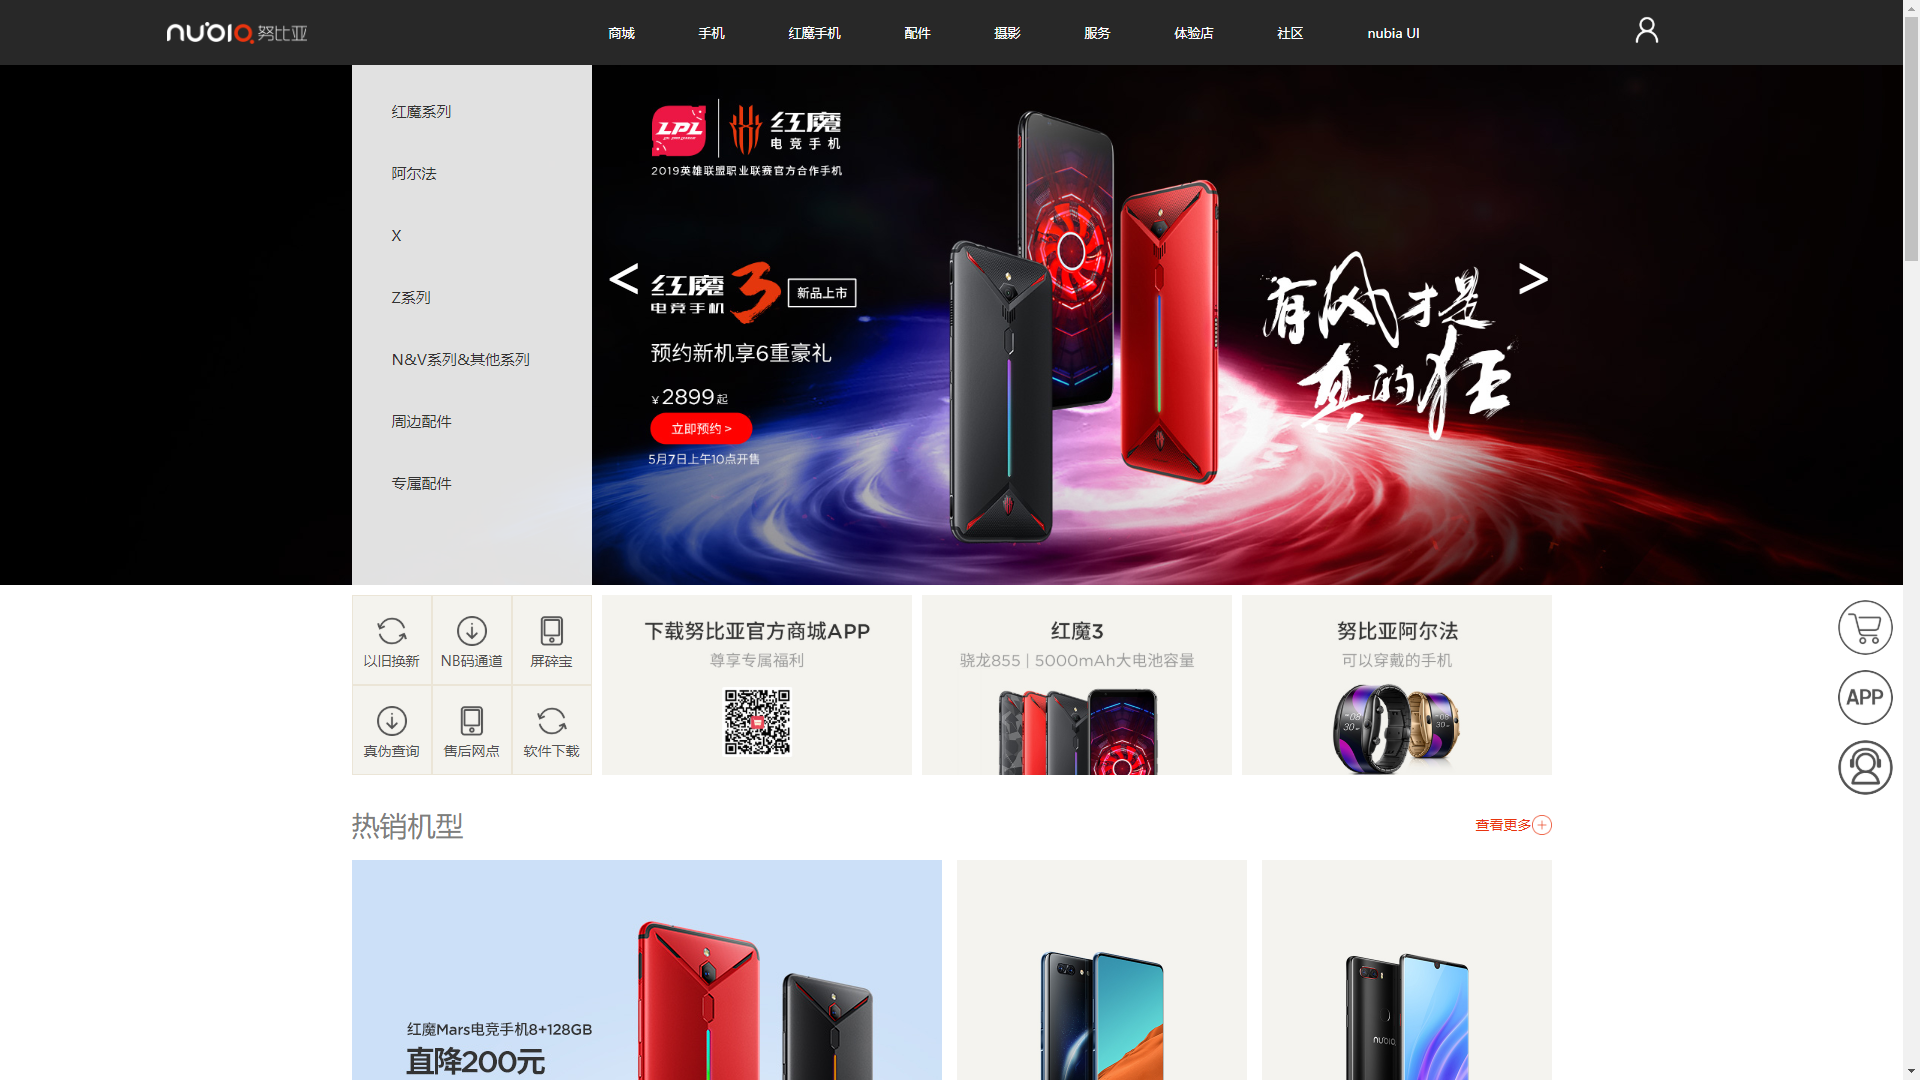 nubia 努比亚
商城 手机 红魔手机 配件 摄影 服务 体验店 社区 nubia UI
红魔系列
阿尔法
X
Z系列
N&V系列&其他系列
周边配件
专属配件
LPL
红魔
电竞手机
2019英雄联盟职业联赛官方合作手机
<
红魔 3
电竞手机
新品上市
预约新机享6重豪礼
¥2899起
立即预约 >
5月7日上午10点开售
有风才是
真的狂
>
以旧换新 NB码通道 屏碎宝
真伪查询 售后网点 软件下载
下载努比亚官方商城APP
尊享专属福利
红魔3
骁龙855 | 5000mAh大电池容量
努比亚阿尔法
可以穿戴的手机
APP
热销机型
查看更多
红魔Mars电竞手机8+128GB
直降200元
nubia